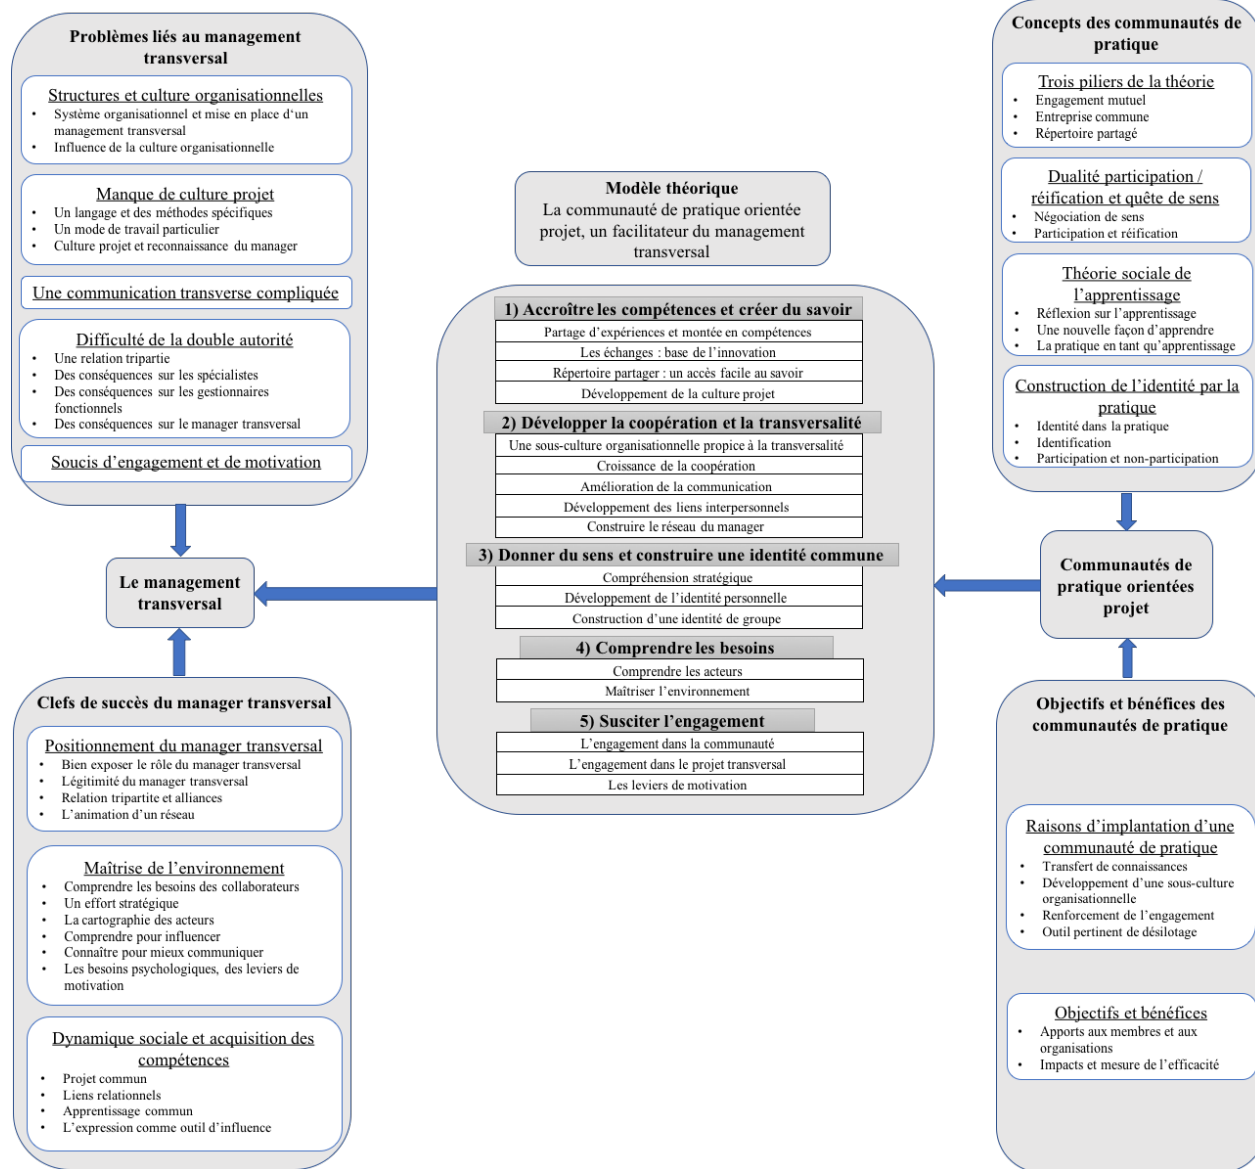 Problèmes liés au management
transversal
Structures et culture organisationnelles
• Système organisationnel et mise en place d'un
management transversal
• Influence de la culture organisationnelle
Manque de culture projet
• Un langage et des méthodes spécifiques
• Un mode de travail particulier
• Culture projet et reconnaissance du manager
Une communication transverse compliquée
Difficulté de la double autorité
• Une relation tripartie
• Des conséquences sur les spécialistes
• Des conséquences sur les gestionnaires
fonctionnels
• Des conséquences sur le manager transversal
Soucis d'engagement et de motivation
Le management
transversal
Clefs de succès du manager transversal
Positionnement du manager transversal
• Bien exposer le rôle du manager transversal
• Légitimité du manager transversal
• Relation tripartite et alliances
• L'animation d'un réseau
Maîtrise de l'environnement
• Comprendre les besoins des collaborateurs
• Un effort stratégique
• La cartographie des acteurs
• Comprendre pour influencer
• Connaître pour mieux communiquer
• Les besoins psychologiques, des leviers de
motivation
Dynamique sociale et acquisition des
compétences
• Projet commun
• Liens relationnels
• Apprentissage commun
• L'expression comme outil d'influence
Modèle théorique
La communauté de pratique orientée
projet, un facilitateur du management
transversal
1) Accroître les compétences et créer du savoir
Partage d'expériences et montée en compétences
Les échanges : base de l'innovation
Répertoire partager : un accès facile au savoir
Développement de la culture projet
2) Développer la coopération et la transversalité
Une sous-culture organisationnelle propice à la transversalité
Croissance de la coopération
Amélioration de la communication
Développement des liens interpersonnels
Construire le réseau du manager
3) Donner du sens et construire une identité commune
Compréhension stratégique
Développement de l'identité personnelle
Construction d'une identité de groupe
4) Comprendre les besoins
Comprendre les acteurs
Maîtriser l'environnement
5) Susciter l'engagement
L'engagement dans la communauté
L'engagement dans le projet transversal
Les leviers de motivation
Concepts des communautés de
pratique
Trois piliers de la théorie
• Engagement mutuel
• Entreprise commune
• Répertoire partagé
Dualité participation /
réification et quête de sens
• Négociation de sens
• Participation et réification
Théorie sociale de
l'apprentissage
• Réflexion sur l'apprentissage
• Une nouvelle façon d'apprendre
• La pratique en tant qu'apprentissage
Construction de l'identité par la
pratique
• Identité dans la pratique
• Identification
• Participation et non-participation
Communautés de
pratique orientées
projet
Objectifs et bénéfices des
communautés de pratique
Raisons d'implantation d'une
communauté de pratique
• Transfert de connaissances
• Développement d'une sous-culture
organisationnelle
• Renforcement de l'engagement
• Outil pertinent de désilotage
Objectifs et bénéfices
• Apports aux membres et aux
organisations
• Impacts et mesure de l'efficacité